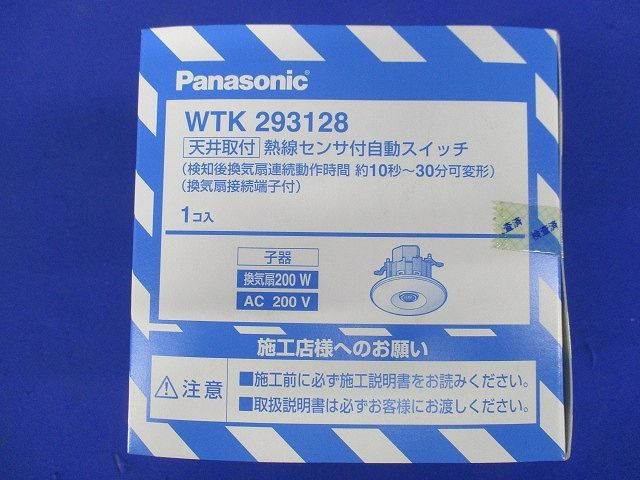 Panasonic
WTK 293128
天井取付 熱線センサ付自動スイッチ
(検知後換気扇連続動作時間 約10秒～30分可変形)
(換気扇接続端子付)
1コ入
査済 検査済
子器
換気扇200 W
AC 200 V
施工店様へのお願い
注意
■施工前に必ず施工説明書をお読みください。
■取扱説明書は必ずお客様にお渡しください。